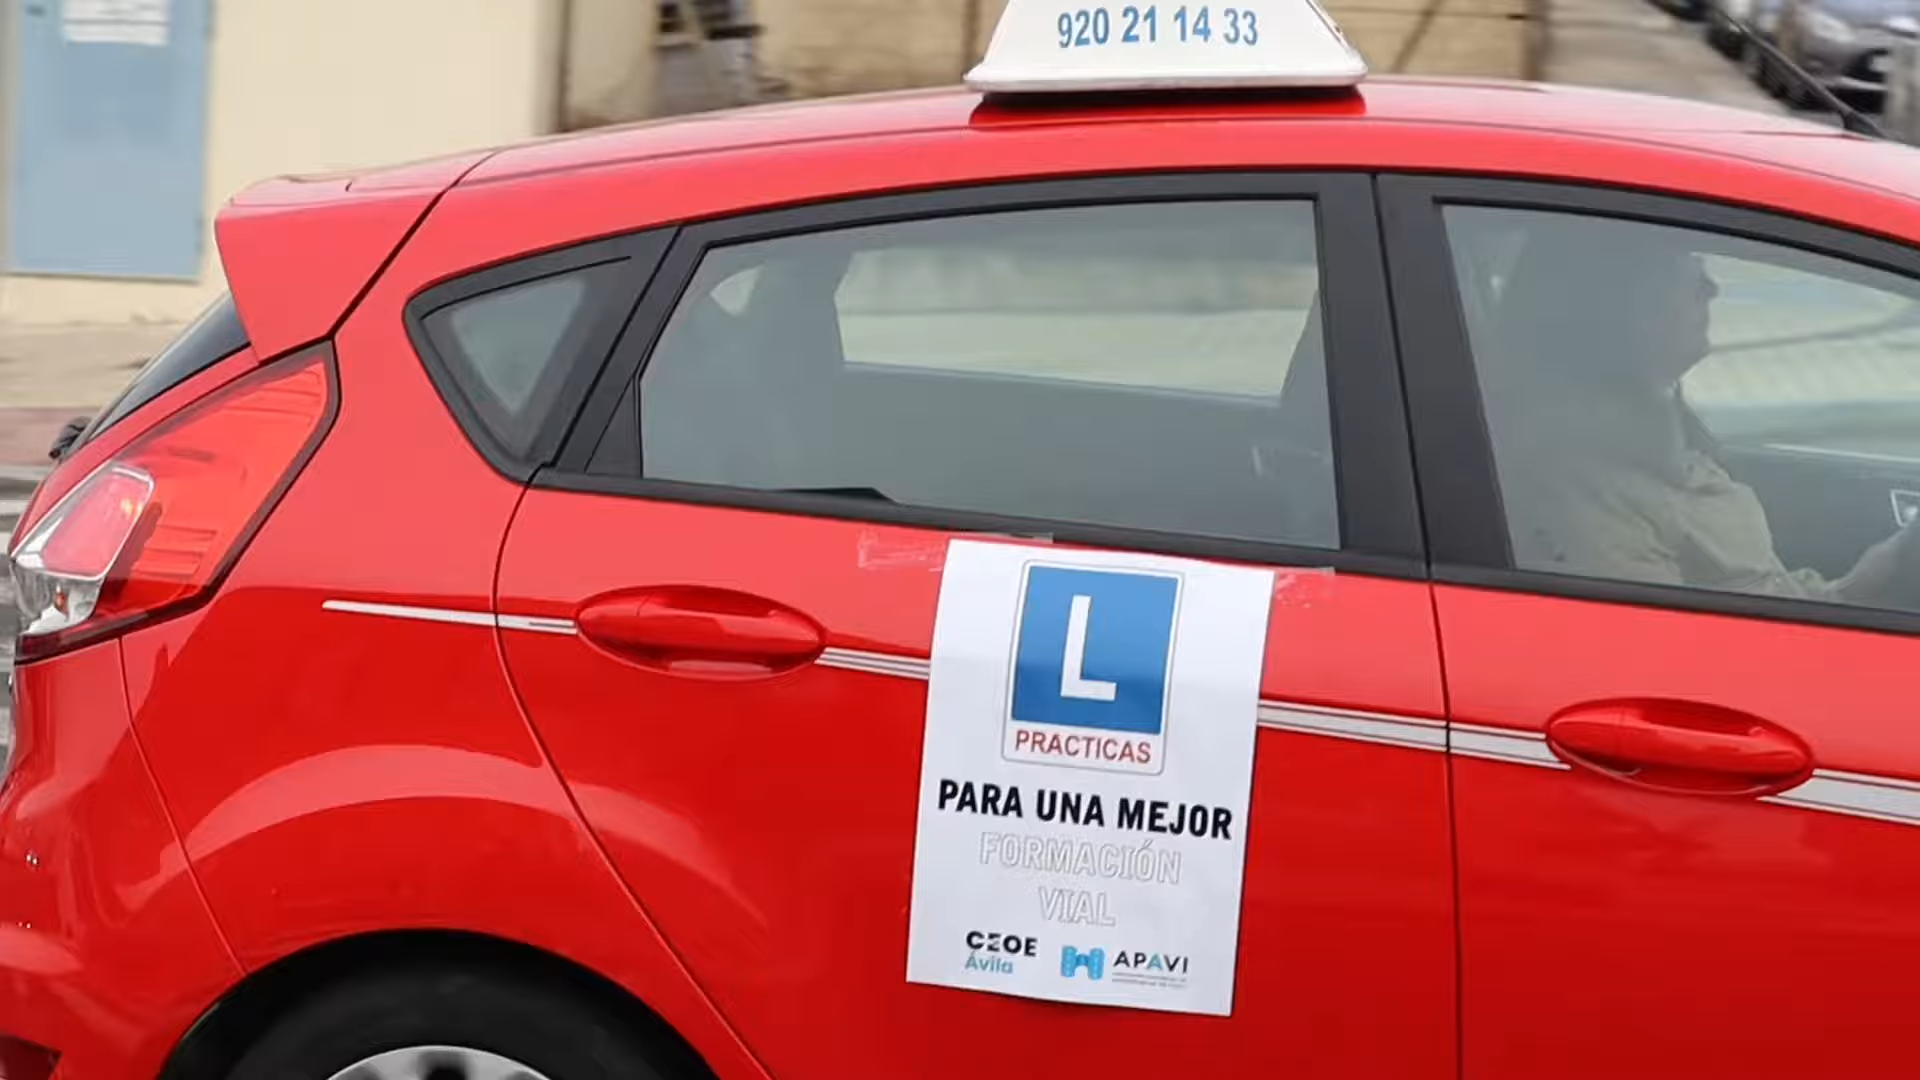 920 21 14 33
L
PRACTICAS
PARA UNA MEJOR
FORMACIÓN
VIAL
CEOE
Ávila
APAVI